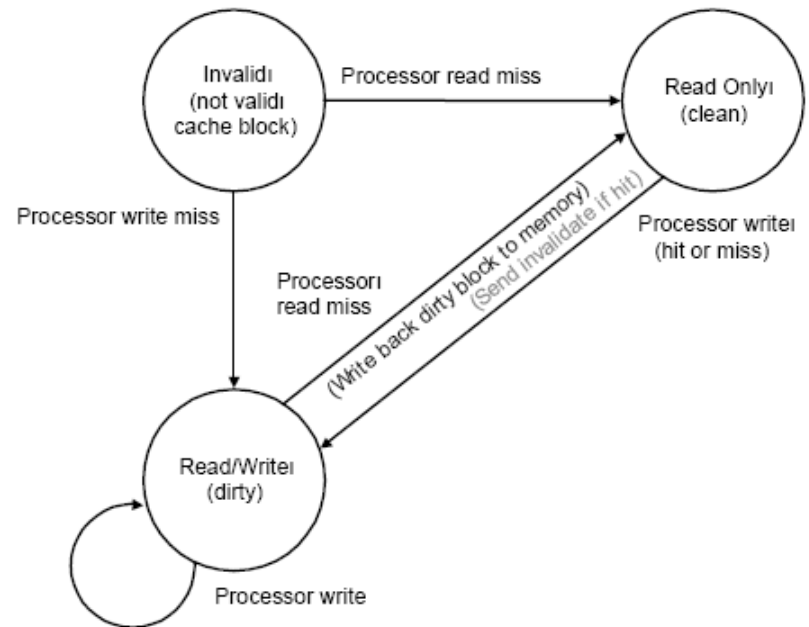 Invalidı
(not validı
cache block)
Processor read miss
Read Onlyı
(clean)
Processor write miss
Processorı
read miss
(Write back dirty block to memory)
(Send invalidate if hit)
Processor writeı
(hit or miss)
Read/Writeı
(dirty)
Processor write